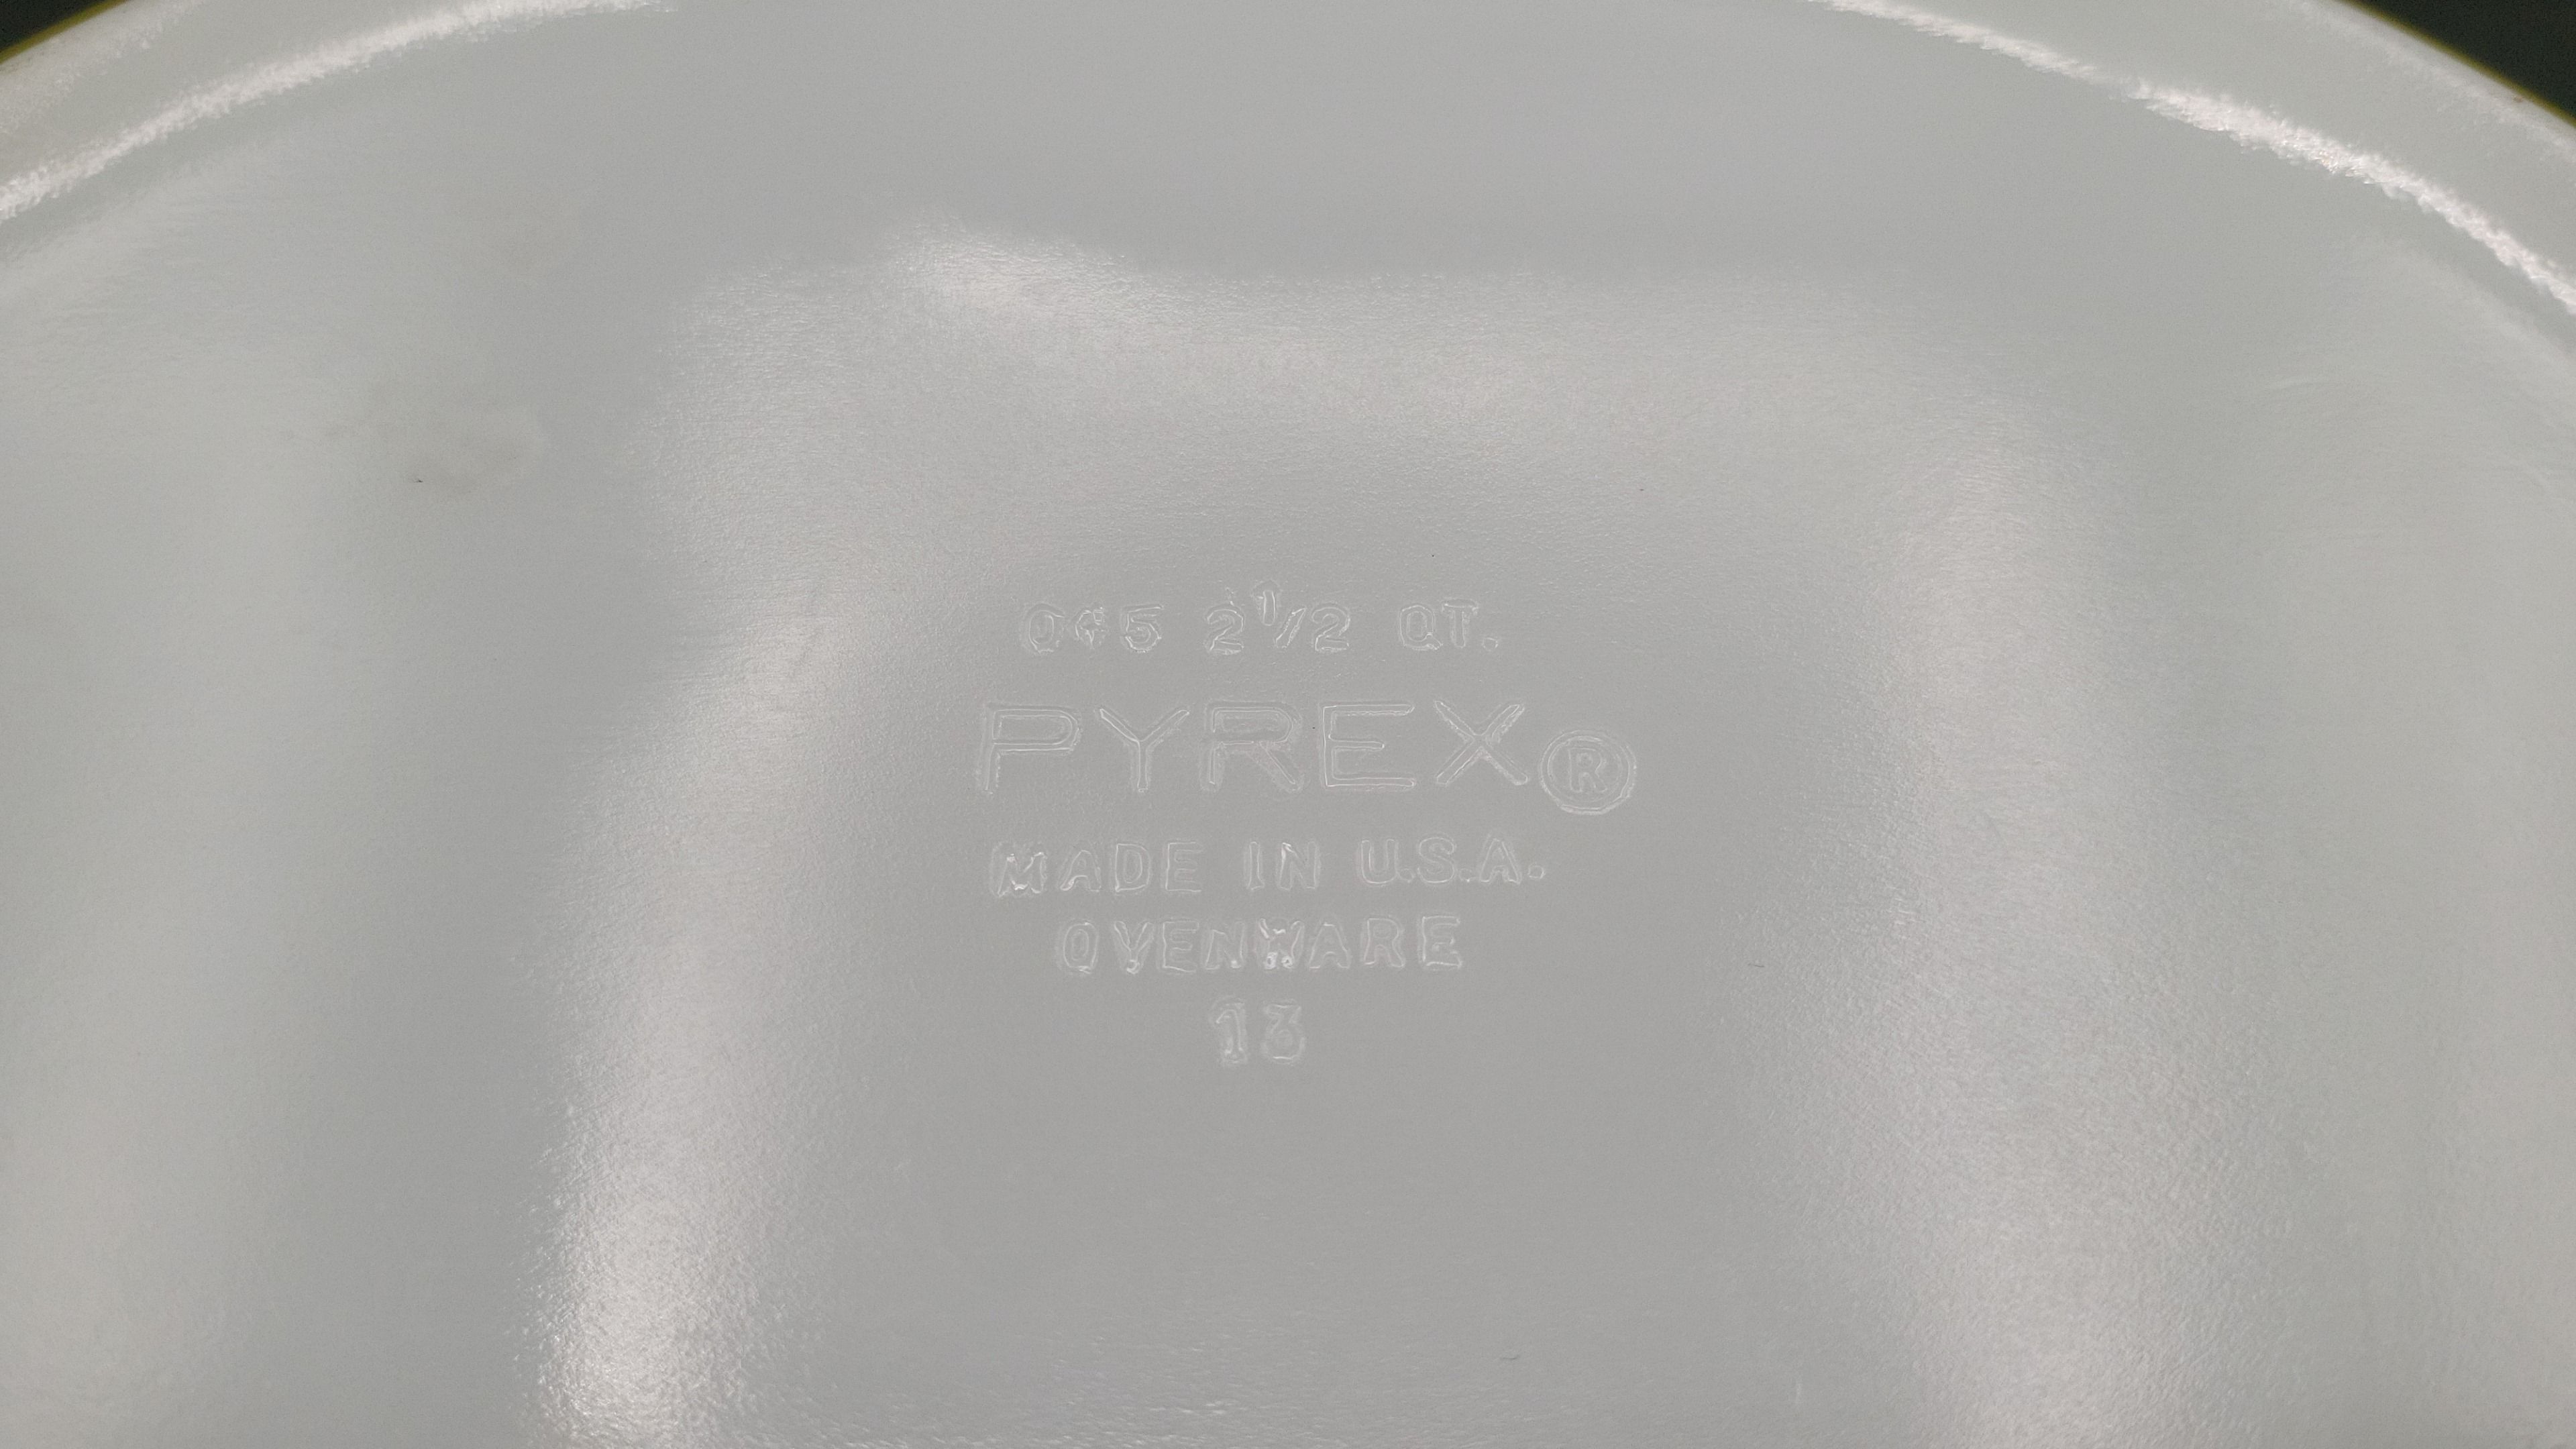 045 2 1/2 QT.
PYREX®
MADE IN U.S.A.
OVENWARE
13